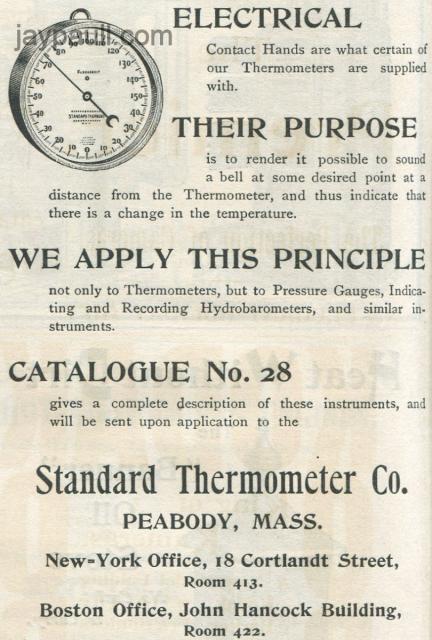 jaypaull.com
ELECTRICAL
Contact Hands are what certain of
our Thermometers are supplied
with.
THEIR PURPOSE
is to render it possible to sound
a bell at some desired point at a
distance from the Thermometer, and thus indicate that
there is a change in the temperature.
WE APPLY THIS PRINCIPLE
not only to Thermometers, but to Pressure Gauges, Indica-
ting and Recording Hydrobarometers, and similar in-
struments.
CATALOGUE No. 28
gives a complete description of these instruments, and
will be sent upon application to the
Standard Thermometer Co.
PEABODY, MASS.
New=York Office, 18 Cortlandt Street,
Room 413.
Boston Office, John Hancock Building,
Room 422.